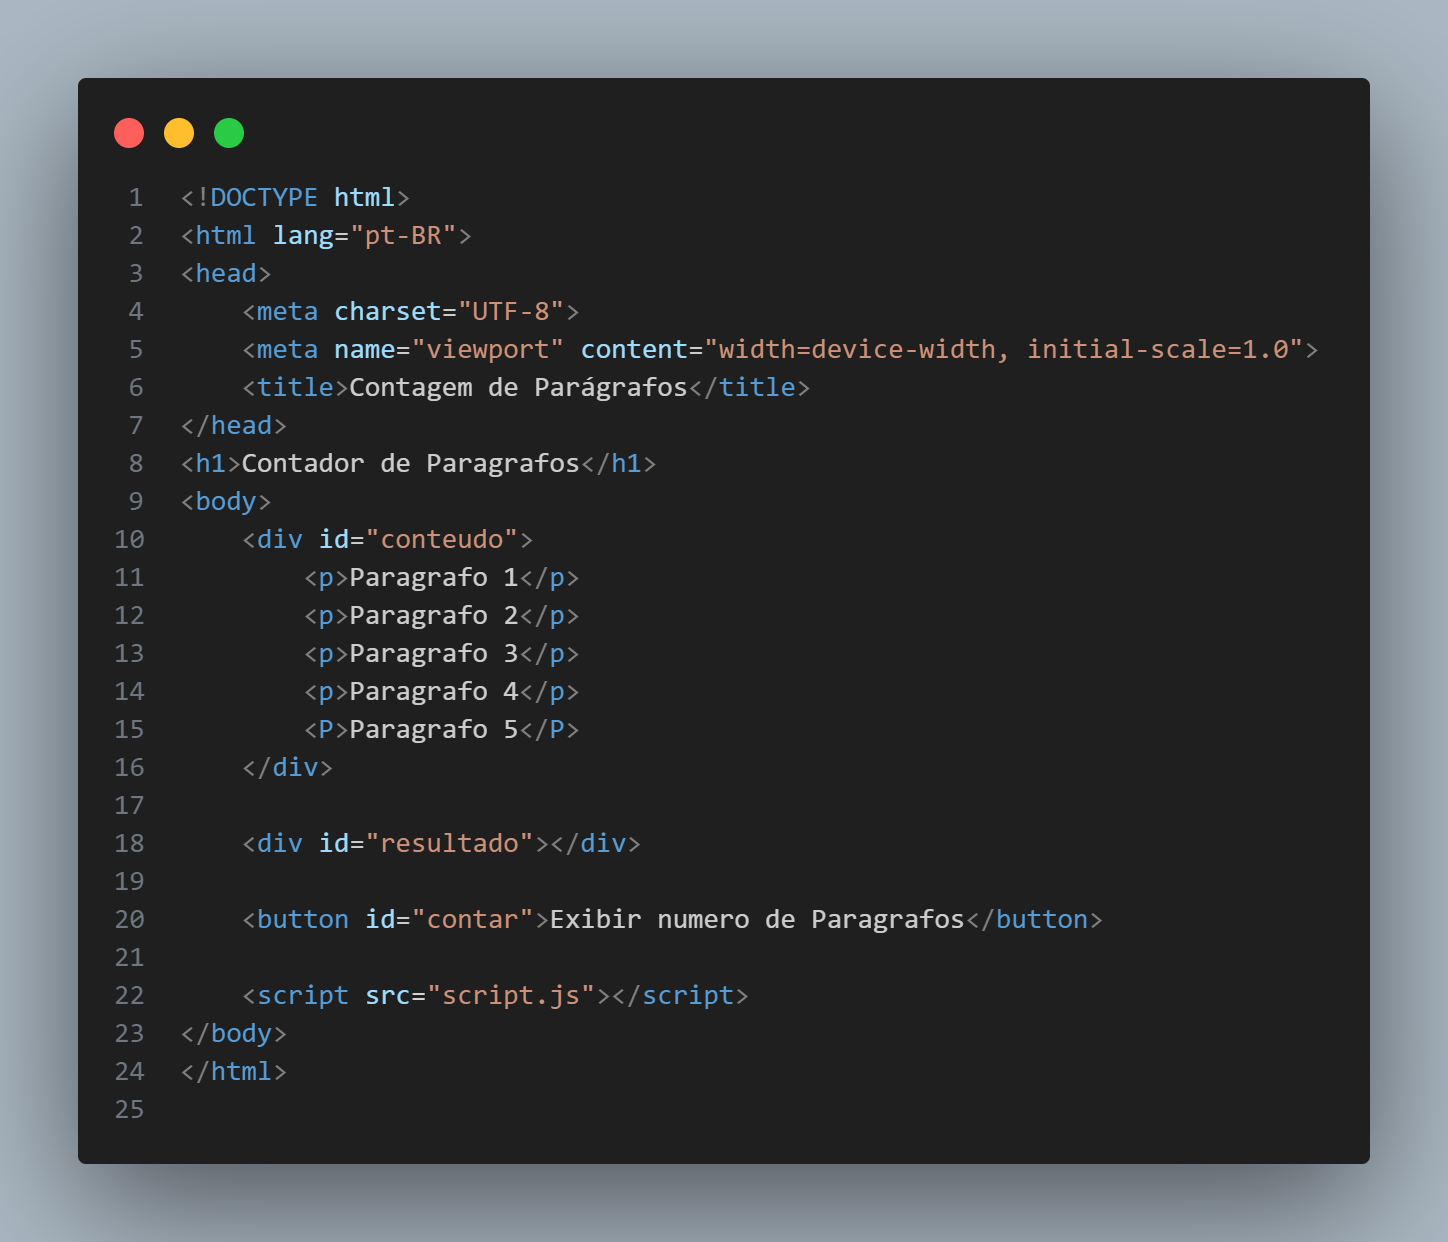 1 <!DOCTYPE html>
2 <html lang="pt-BR">
3 <head>
4     <meta charset="UTF-8">
5     <meta name="viewport" content="width=device-width, initial-scale=1.0">
6     <title>Contagem de Parágrafos</title>
7 </head>
8 <h1>Contador de Paragrafos</h1>
9 <body>
10     <div id="conteudo">
11         <p>Paragrafo 1</p>
12         <p>Paragrafo 2</p>
13         <p>Paragrafo 3</p>
14         <p>Paragrafo 4</p>
15         <P>Paragrafo 5</P>
16     </div>
17
18     <div id="resultado"></div>
19
20     <button id="contar">Exibir numero de Paragrafos</button>
21
22     <script src="script.js"></script>
23 </body>
24 </html>
25